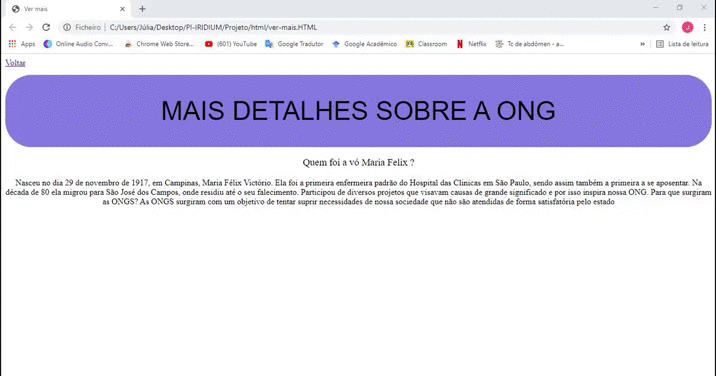 Ver mais
Ficheiro | C:/Users/Júlia/Desktop/PI-IRIDIUM/Projeto/html/ver-mais.HTML
Apps Online Audio Conv... Chrome Web Store... (601) YouTube Google Tradutor Google Acadêmico Classroom Netflix Tc de abdômen - a... » Lista de leitura
Voltar
MAIS DETALHES SOBRE A ONG
Quem foi a vó Maria Felix ?
Nasceu no dia 29 de novembro de 1917, em Campinas, Maria Félix Victório. Ela foi a primeira enfermeira padrão do Hospital das Clinicas em São Paulo, sendo assim também a primeira a se aposentar. Na
década de 80 ela migrou para São José dos Campos, onde residiu até o seu falecimento. Participou de diversos projetos que visavam causas de grande significado e por isso inspira nossa ONG. Para que surgiram
as ONGS? As ONGS surgiram com um objetivo de tentar suprir necessidades de nossa sociedade que não são atendidas de forma satisfatória pelo estado